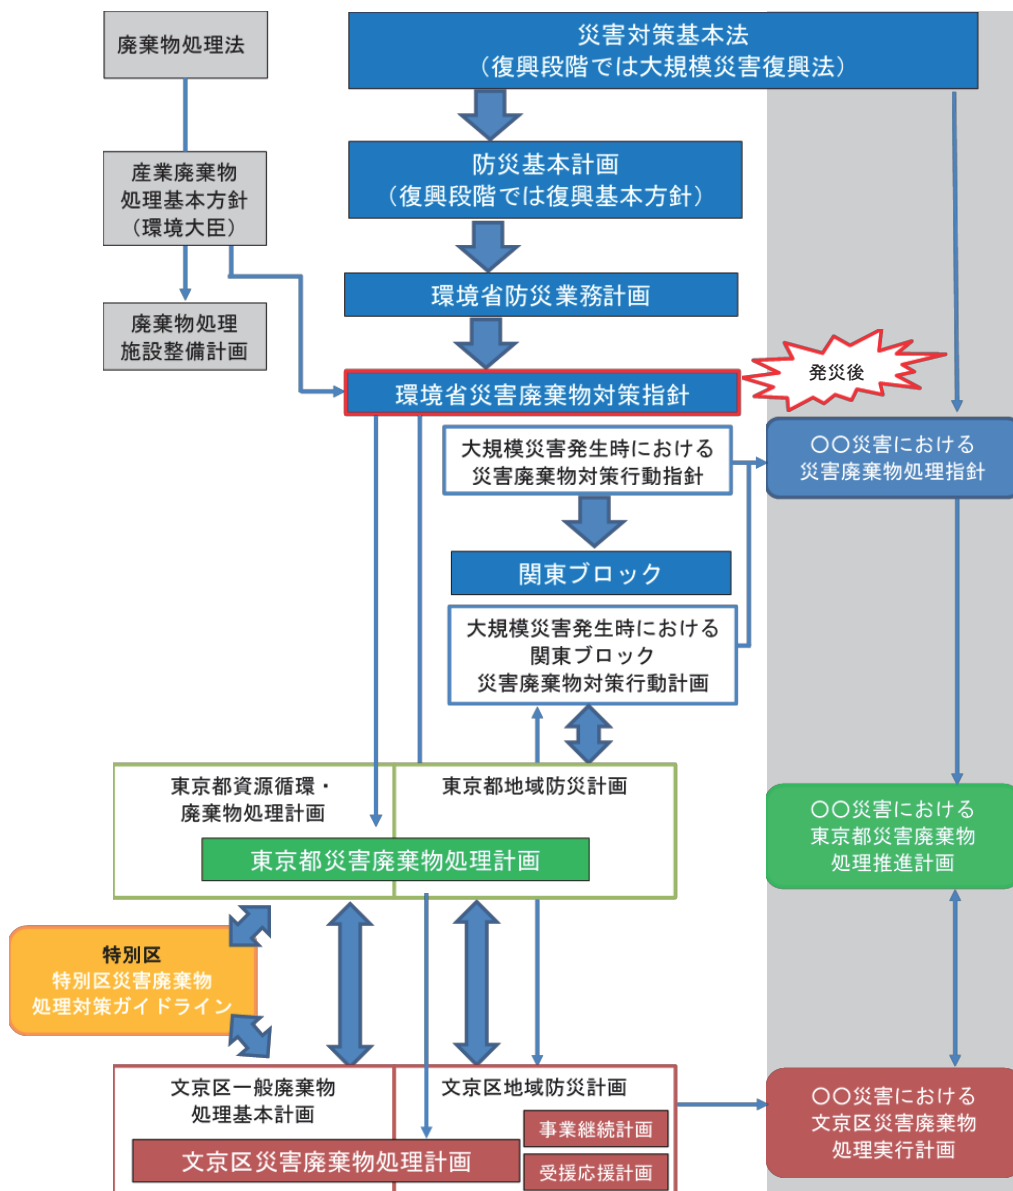 廃棄物処理法
災害対策基本法
（復興段階では大規模災害復興法）
産業廃棄物
処理基本方針
（環境大臣）
防災基本計画
（復興段階では復興基本方針）
環境省防災業務計画
廃棄物処理
施設整備計画
発災後
環境省災害廃棄物対策指針
大規模災害発生時における
災害廃棄物対策行動指針
〇〇災害における
災害廃棄物処理指針
関東ブロック
大規模災害発生時における
関東ブロック
災害廃棄物対策行動計画
東京都資源循環・
廃棄物処理計画
東京都地域防災計画
東京都災害廃棄物処理計画
〇〇災害における
東京都災害廃棄物
処理推進計画
特別区
特別区災害廃棄物
処理対策ガイドライン
文京区一般廃棄物
処理基本計画
文京区地域防災計画
事業継続計画
文京区災害廃棄物処理計画
受援応援計画
〇〇災害における
文京区災害廃棄物
処理実行計画